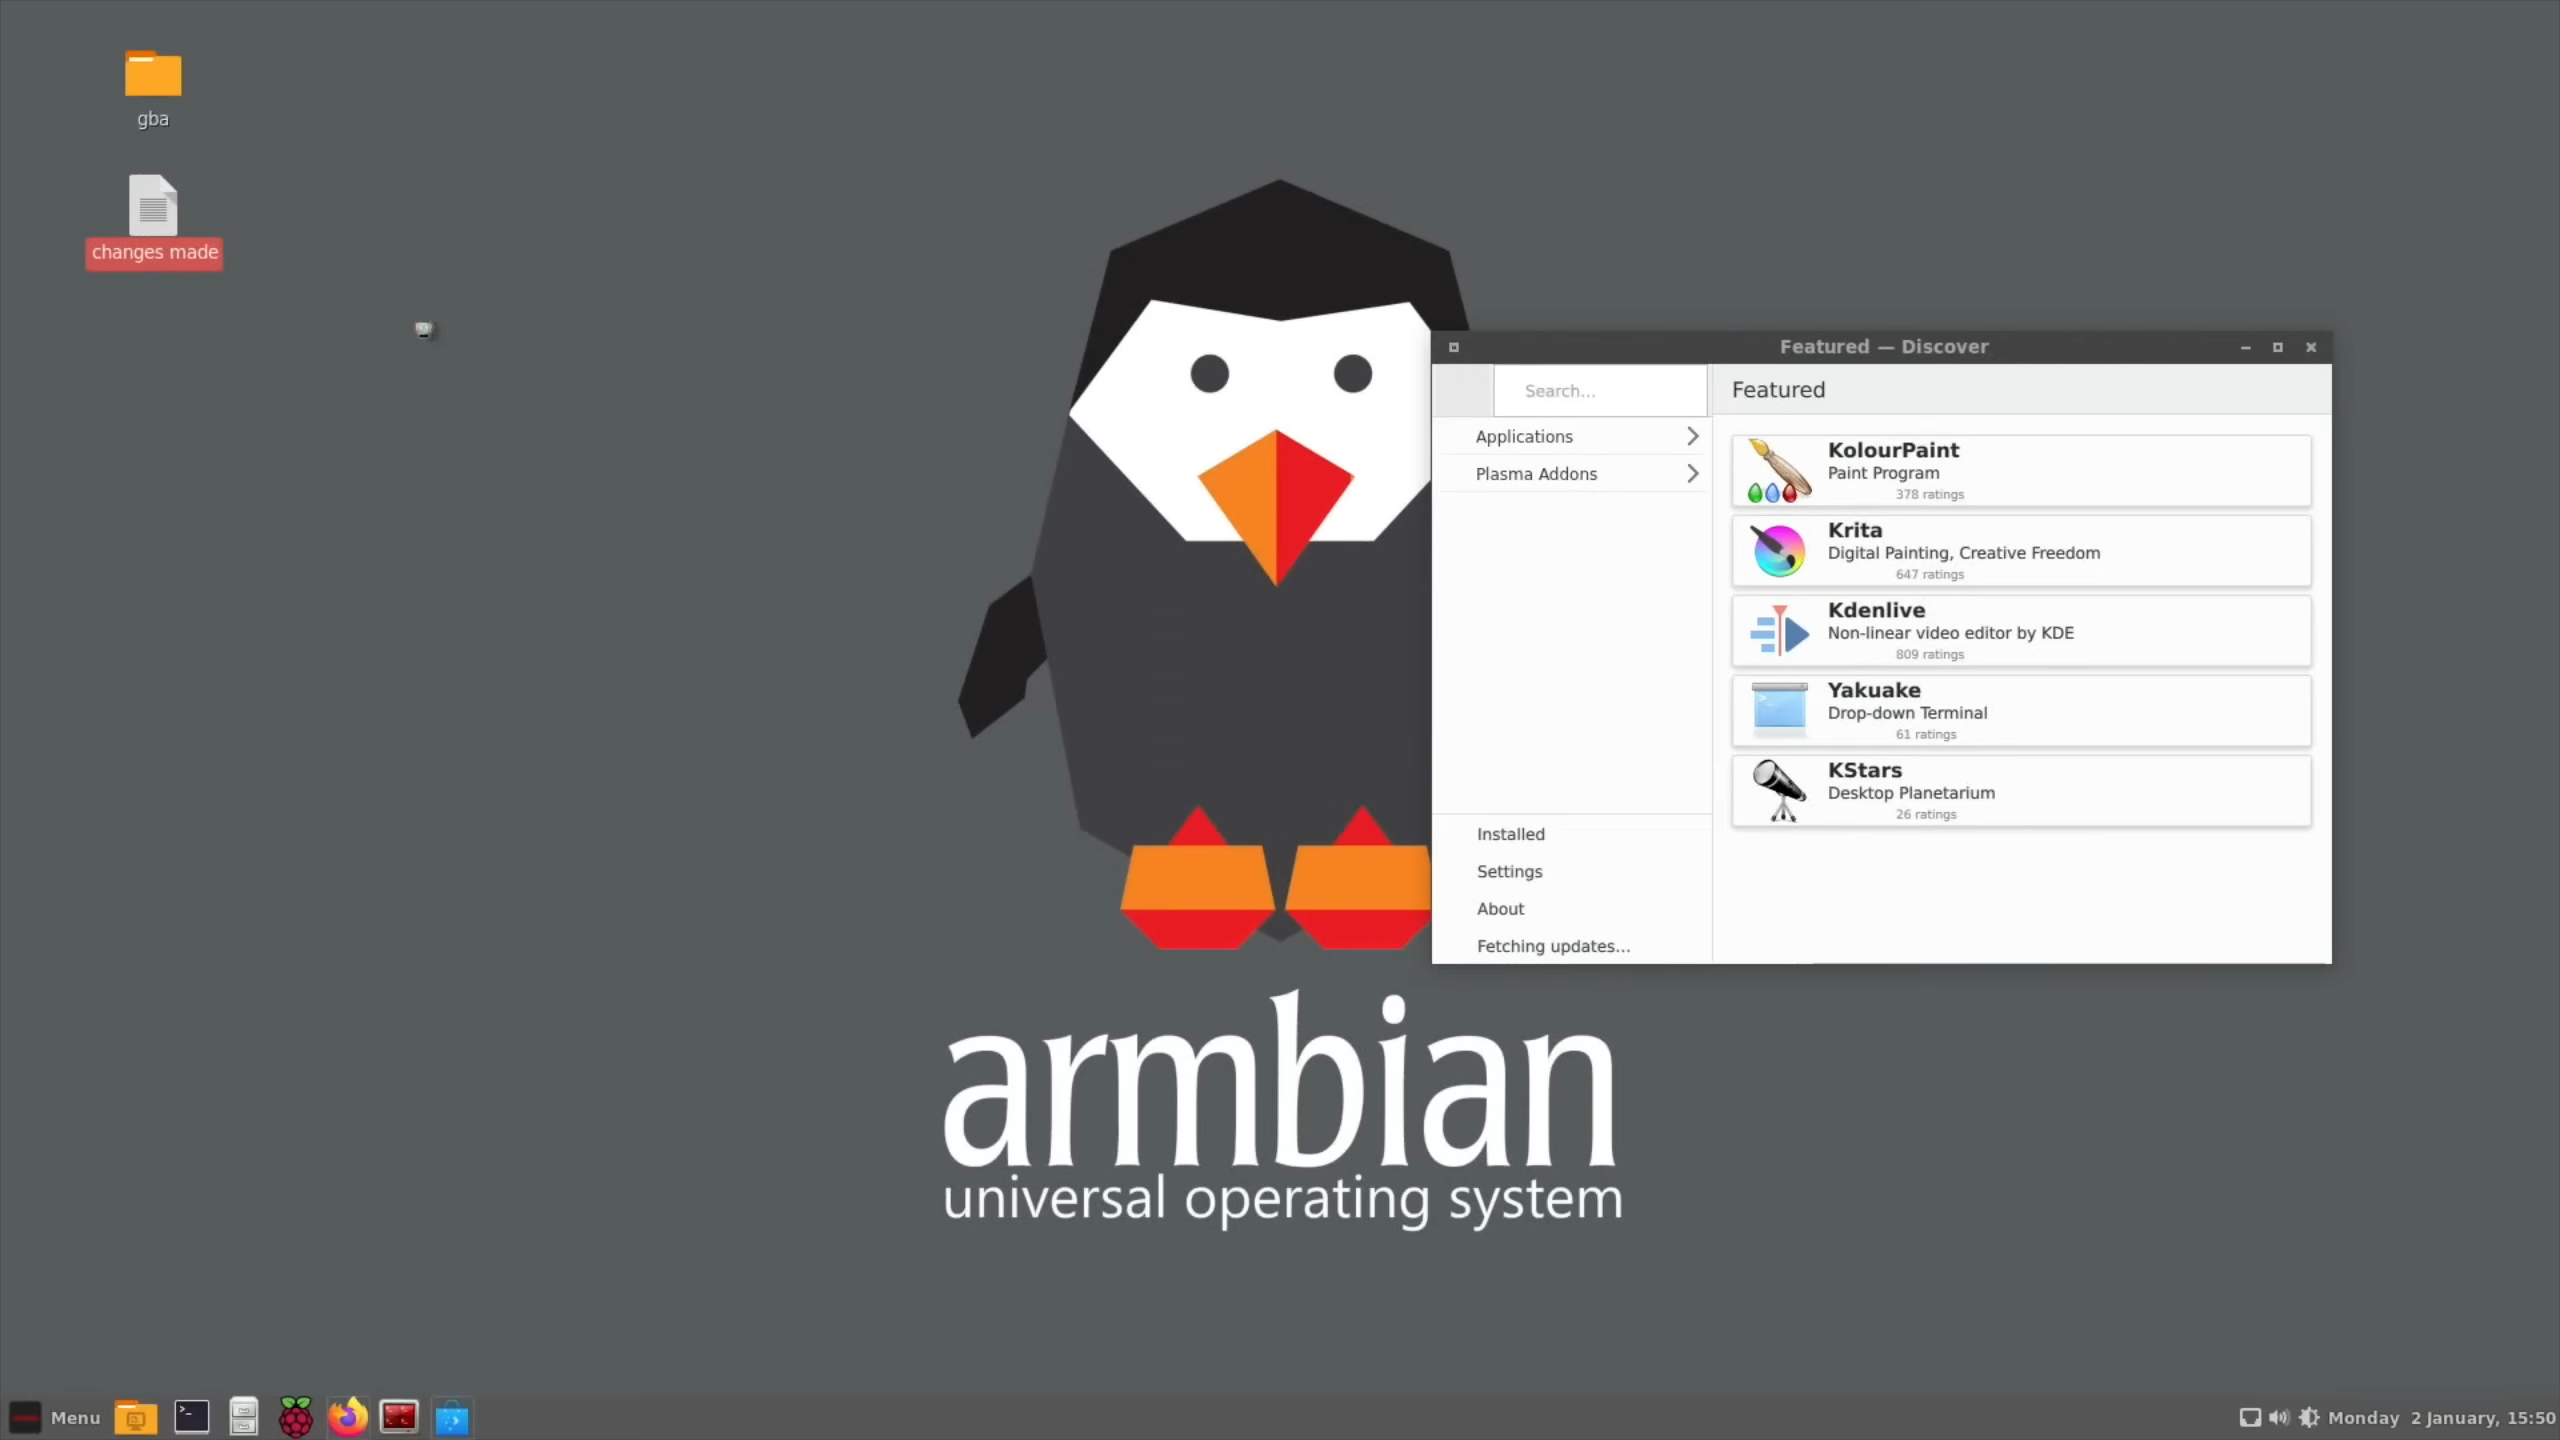 gba
changes made
Featured — Discover
Search...
Featured
Applications
Plasma Addons
KolourPaint
Paint Program
378 ratings
Krita
Digital Painting, Creative Freedom
647 ratings
Kdenlive
Non-linear video editor by KDE
809 ratings
Yakuake
Drop-down Terminal
61 ratings
KStars
Desktop Planetarium
26 ratings
Installed
Settings
About
Fetching updates...
armbian
universal operating system
Menu
Monday 2 January, 15:50